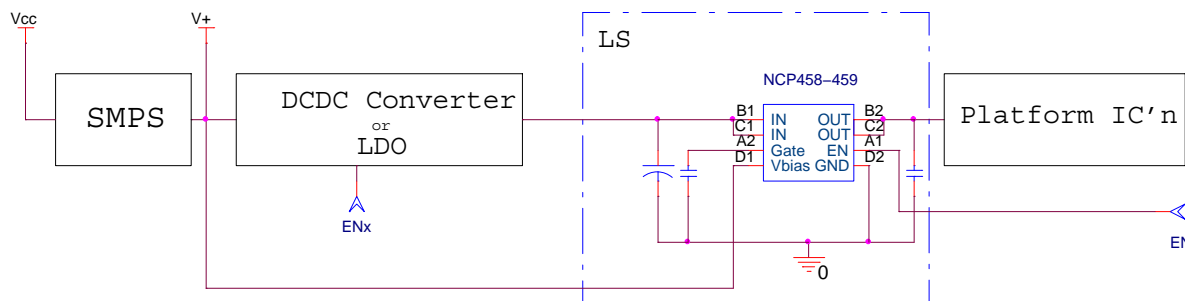 Vcc
V+
LS
NCP458-459
SMPS
DCDC Converter
or
LDO
ENx
B1
C1
A2
D1
IN
IN
Gate
Vbias
OUT
OUT
EN
GND
B2
C2
A1
D2
0
Platform IC'n
EN